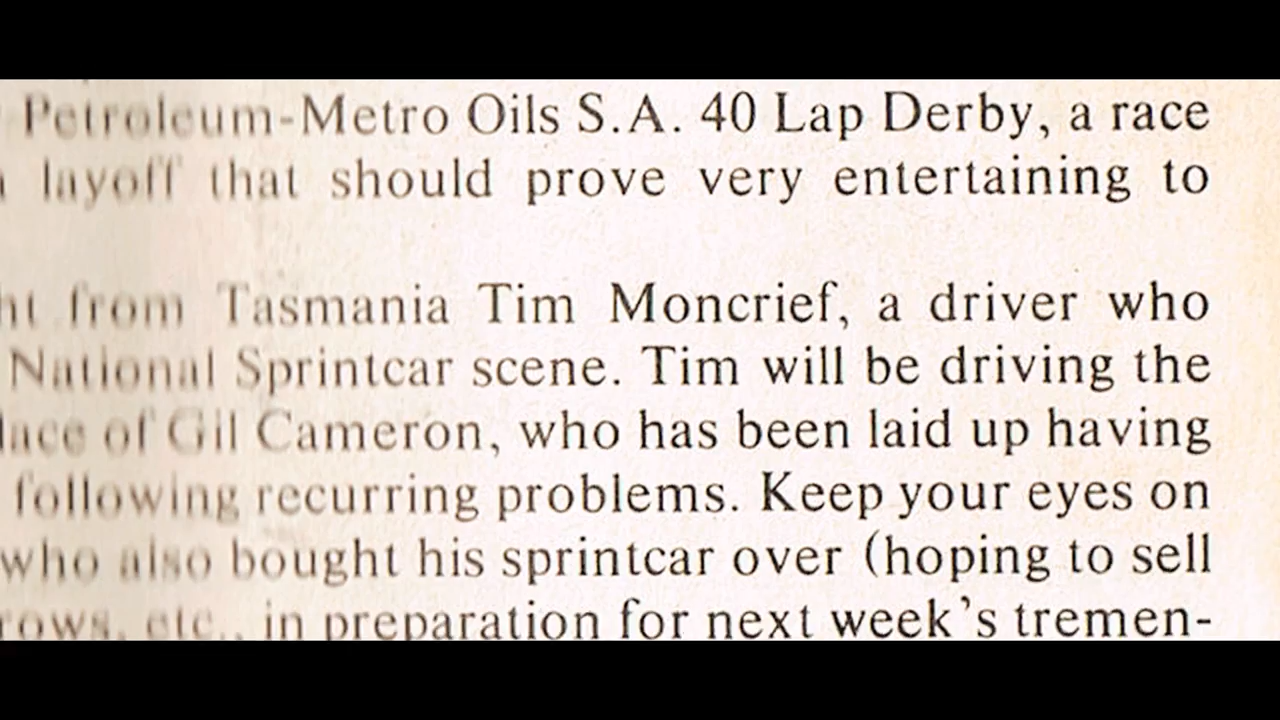 Petroleum-Metro Oils S.A. 40 Lap Derby, a race
layoff that should prove very entertaining to
from Tasmania Tim Moncrief, a driver who
National Sprintcar scene. Tim will be driving the
of Gil Cameron, who has been laid up having
following recurring problems. Keep your eyes on
who also bought his sprintcar over (hoping to sell
etc., in preparation for next week's tremen-